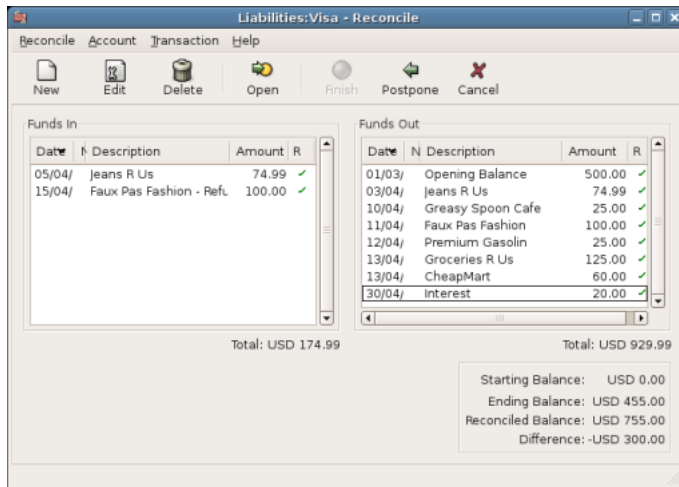 Liabilities:Visa - Reconcile
Reconcile Account Transaction Help
New Edit Delete Open Finish Postpone Cancel
Funds In
Date N Description Amount R
05/04/ Jeans R Us 74.99 ✓
15/04/ Faux Pas Fashion - Refu 100.00 ✓
Total: USD 174.99
Funds Out
Date N Description Amount R
01/03/ Opening Balance 500.00 ✓
03/04/ Jeans R Us 74.99 ✓
10/04/ Greasy Spoon Cafe 25.00 ✓
11/04/ Faux Pas Fashion 100.00 ✓
12/04/ Premium Gasolin 25.00 ✓
13/04/ Groceries R Us 125.00 ✓
13/04/ CheapMart 60.00 ✓
30/04/ Interest 20.00 ✓
Total: USD 929.99
Starting Balance: USD 0.00
Ending Balance: USD 455.00
Reconciled Balance: USD 755.00
Difference: -USD 300.00